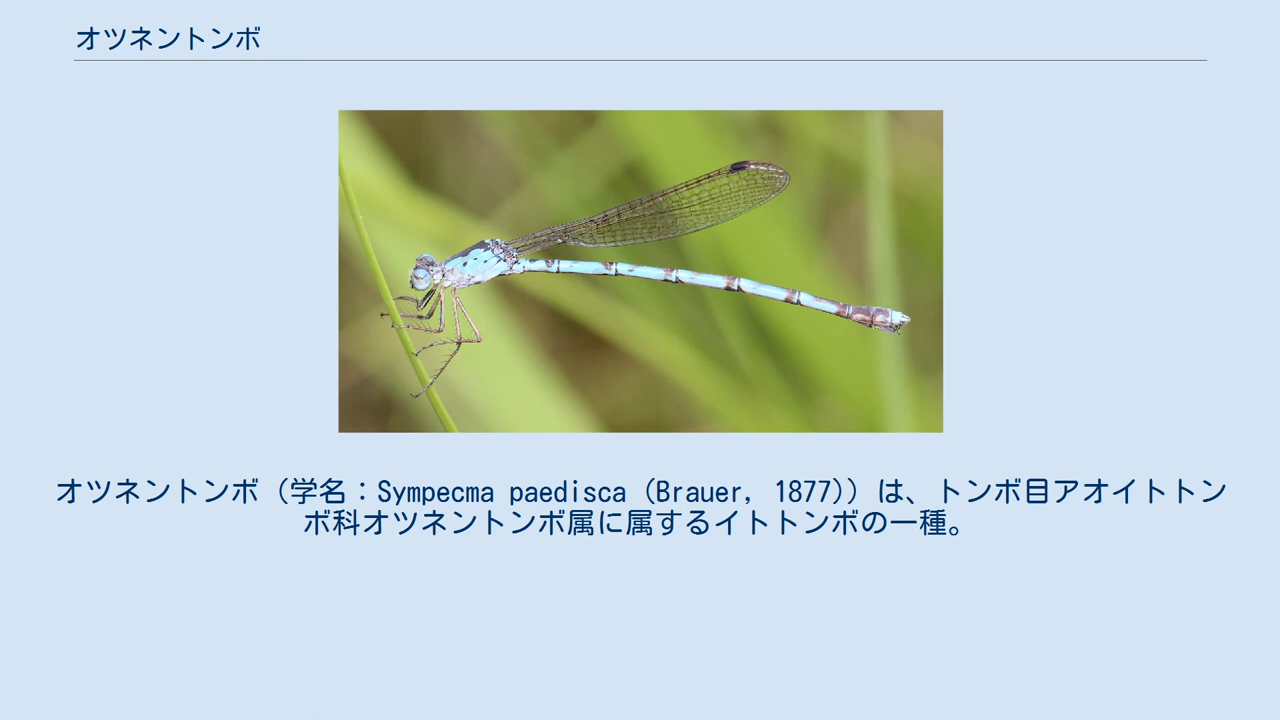 オツネントンボ
オツネントンボ（学名：Sympecma paedisca (Brauer, 1877)）は、トンボ目アオイトトン
ボ科オツネントンボ属に属するイトトンボの一種。